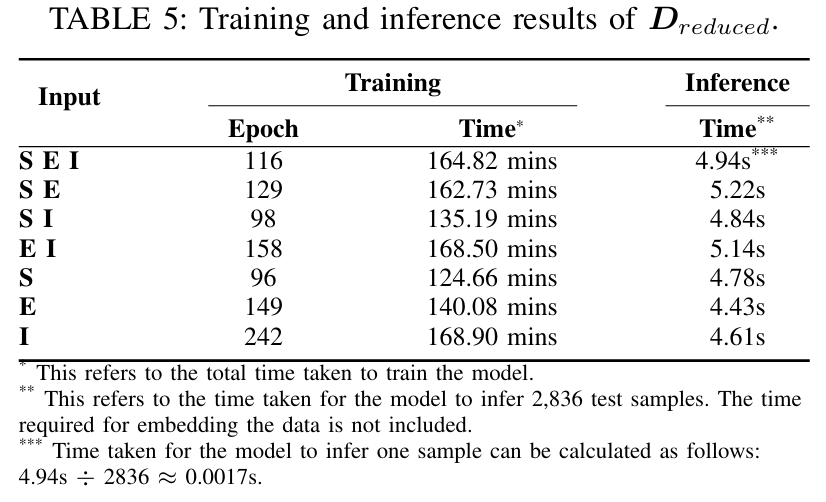 TABLE 5: Training and inference results of D_reduced.
Input Training Inference
Epoch Time* Time**
S E I 116 164.82 mins 4.94s***
S E 129 162.73 mins 5.22s
S I 98 135.19 mins 4.84s
E I 158 168.50 mins 5.14s
S 96 124.66 mins 4.78s
E 149 140.08 mins 4.43s
I 242 168.90 mins 4.61s
* This refers to the total time taken to train the model.
** This refers to the time taken for the model to infer 2,836 test samples. The time
required for embedding the data is not included.
*** Time taken for the model to infer one sample can be calculated as follows:
4.94s ÷ 2836 ≈ 0.0017s.